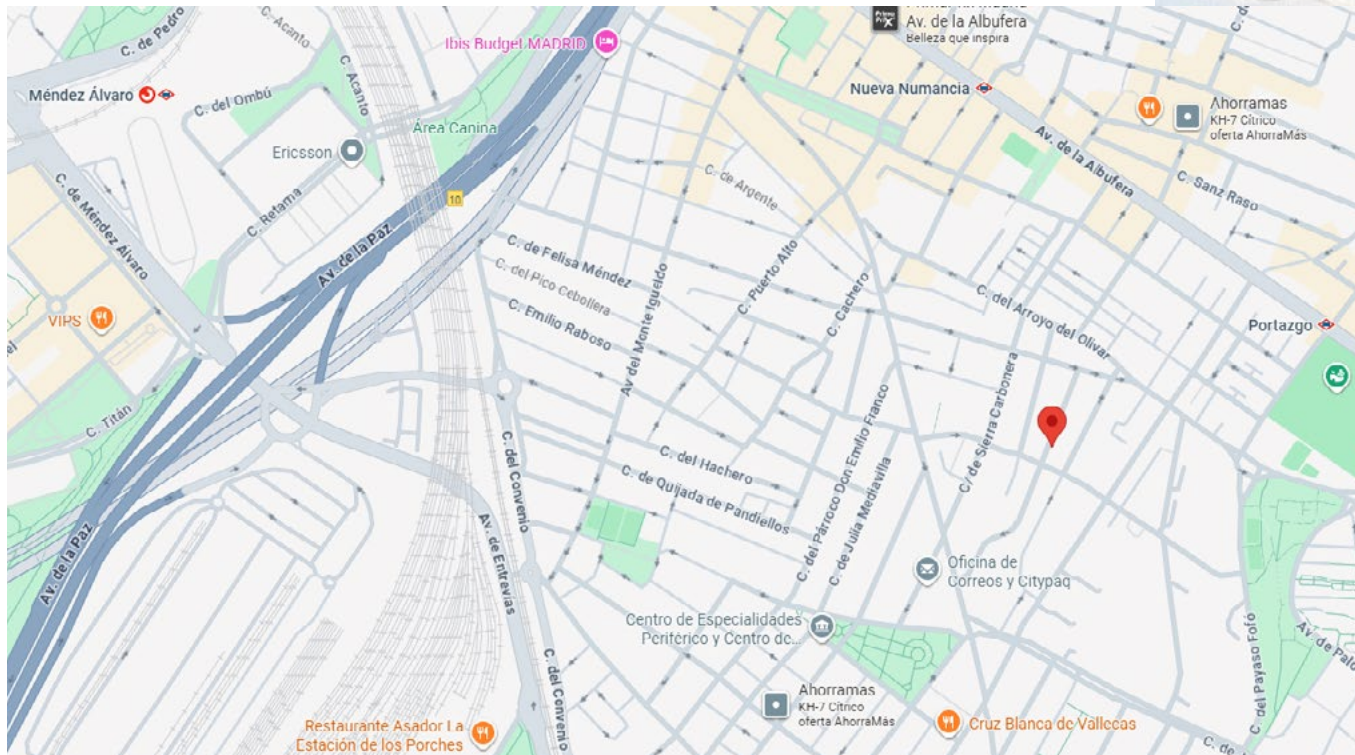 Av. de la Albufera
Belleza que inspira
C. de Pedro
C. Acanto
C. Acanto
Ibis Budget MADRID
Méndez Álvaro
C. del Ombú
Área Canina
Ericsson
Nueva Numancia
Ahorramas
KH-7 Cítrico
oferta AhorraMás
Av. de la Albufera
C. Sanz Raso
C. de Argente
C. de Méndez Álvaro
C. Retama
10
Av. de la Paz
C. de Felisa Méndez
C. del Pico Cebollera
C. Emilio Raboso
Av del Monte Igueldo
C. Puerto Alto
C. Cachero
C. del Arroyo del Olivar
Portazgo
VIPS
C. Titán
C. del Convenio
C. del Hachero
C. de Quijada de Pandiellos
C. del Párroco Don Emilio Franco
C. de Julia Mediavilla
C/ de Sierra Carbonera
Av. de la Paz
Av. de Entrevías
Oficina de
Correos y Citypaq
Centro de Especialidades
Periférico y Centro de...
C. del Convenio
C. del Payaso Fofó
Av. de Palo
Ahorramas
KH-7 Cítrico
oferta AhorraMás
Cruz Blanca de Vallecas
Restaurante Asador La
Estación de los Porches